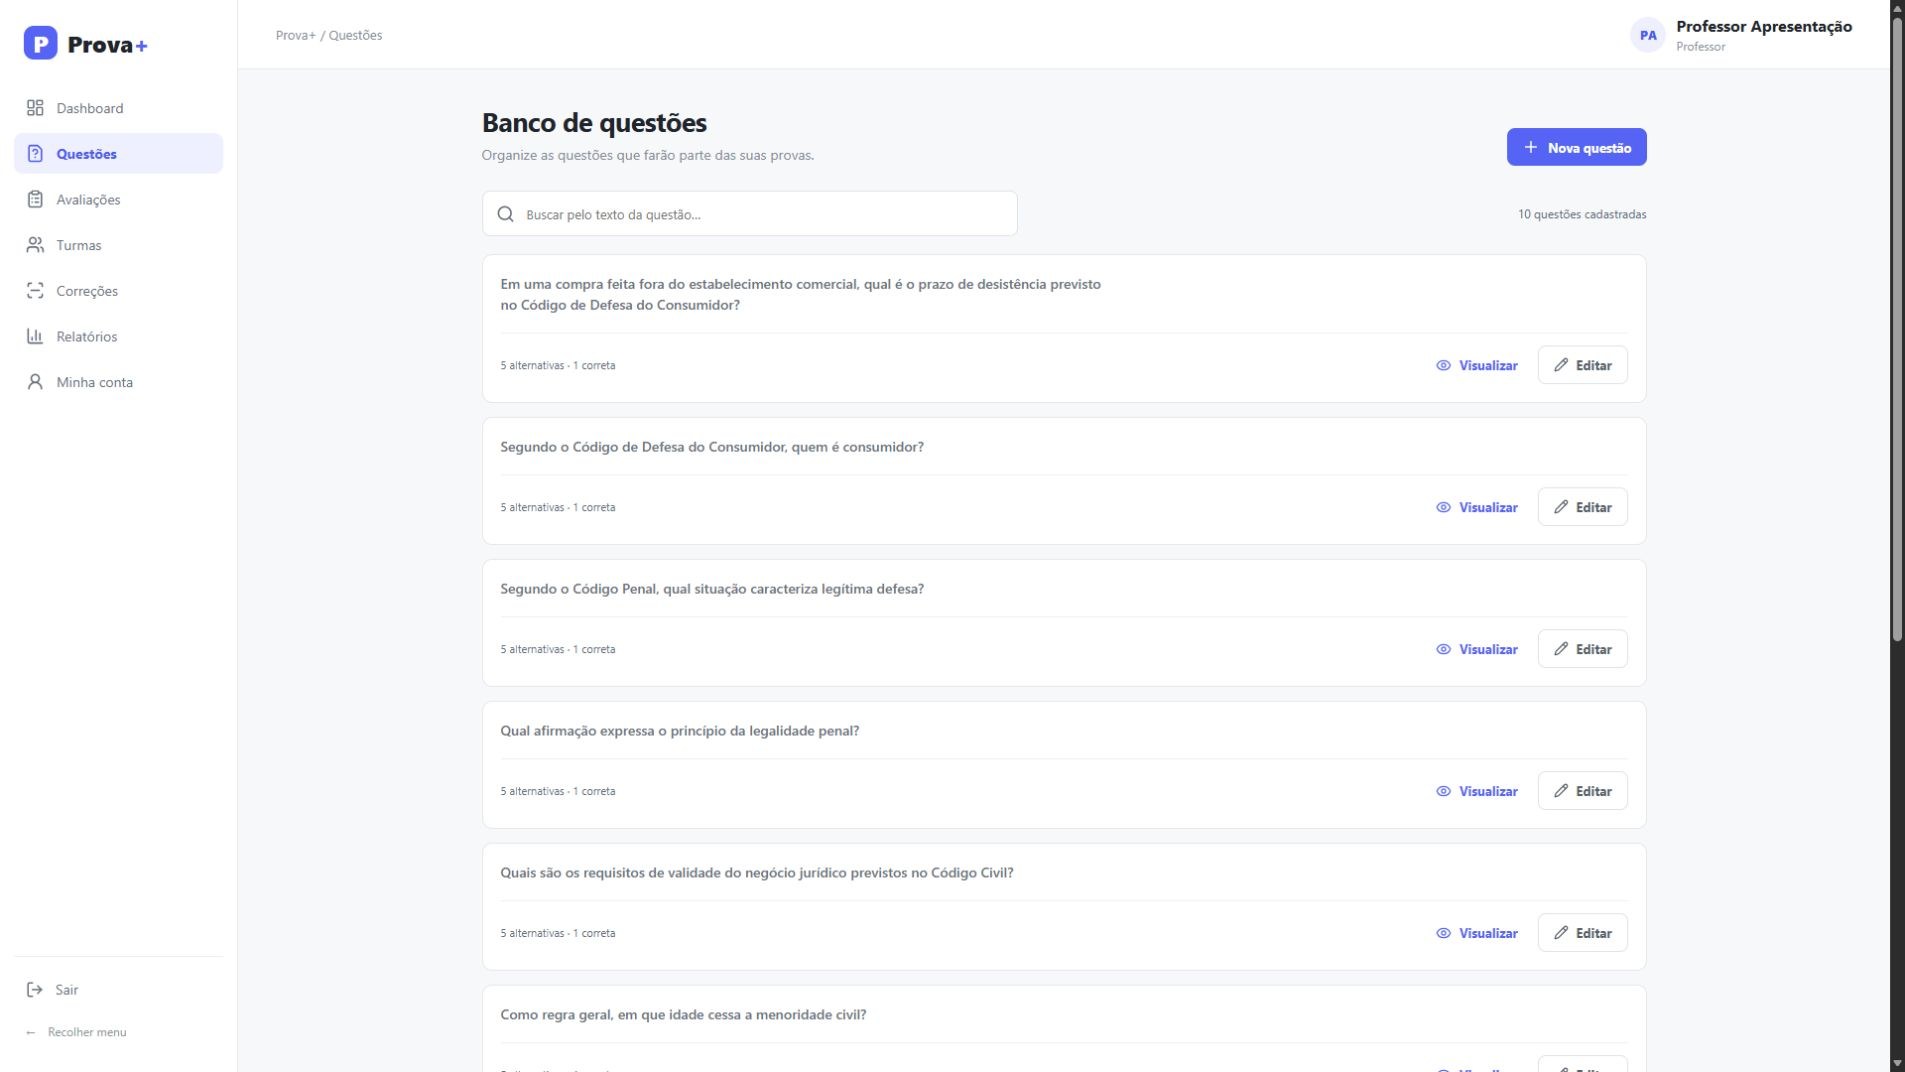 Prova+
Prova+ / Questões
PA
Professor Apresentação
Professor
Dashboard
Questões
Avaliações
Turmas
Correções
Relatórios
Minha conta
Sair
← Recolher menu
Banco de questões
Organize as questões que farão parte das suas provas.
+ Nova questão
Buscar pelo texto da questão...
10 questões cadastradas
Em uma compra feita fora do estabelecimento comercial, qual é o prazo de desistência previsto
no Código de Defesa do Consumidor?
5 alternativas · 1 correta
Visualizar
Editar
Segundo o Código de Defesa do Consumidor, quem é consumidor?
5 alternativas · 1 correta
Visualizar
Editar
Segundo o Código Penal, qual situação caracteriza legítima defesa?
5 alternativas · 1 correta
Visualizar
Editar
Qual afirmação expressa o princípio da legalidade penal?
5 alternativas · 1 correta
Visualizar
Editar
Quais são os requisitos de validade do negócio jurídico previstos no Código Civil?
5 alternativas · 1 correta
Visualizar
Editar
Como regra geral, em que idade cessa a menoridade civil?